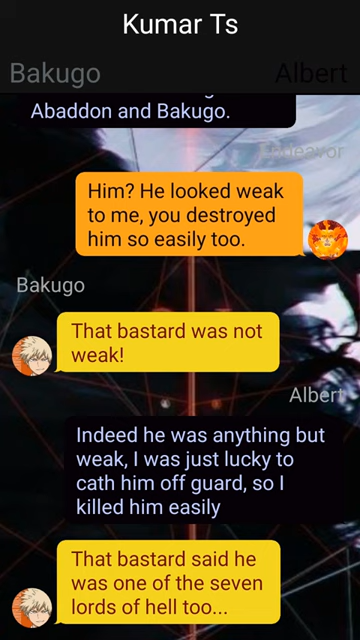 Kumar Ts
Bakugo
Albert
Abaddon and Bakugo.
Endeavor
Him? He looked weak
to me, you destroyed
him so easily too.
Bakugo
That bastard was not
weak!
Albert
Indeed he was anything but
weak, I was just lucky to
cath him off guard, so I
killed him easily
That bastard said he
was one of the seven
lords of hell too...